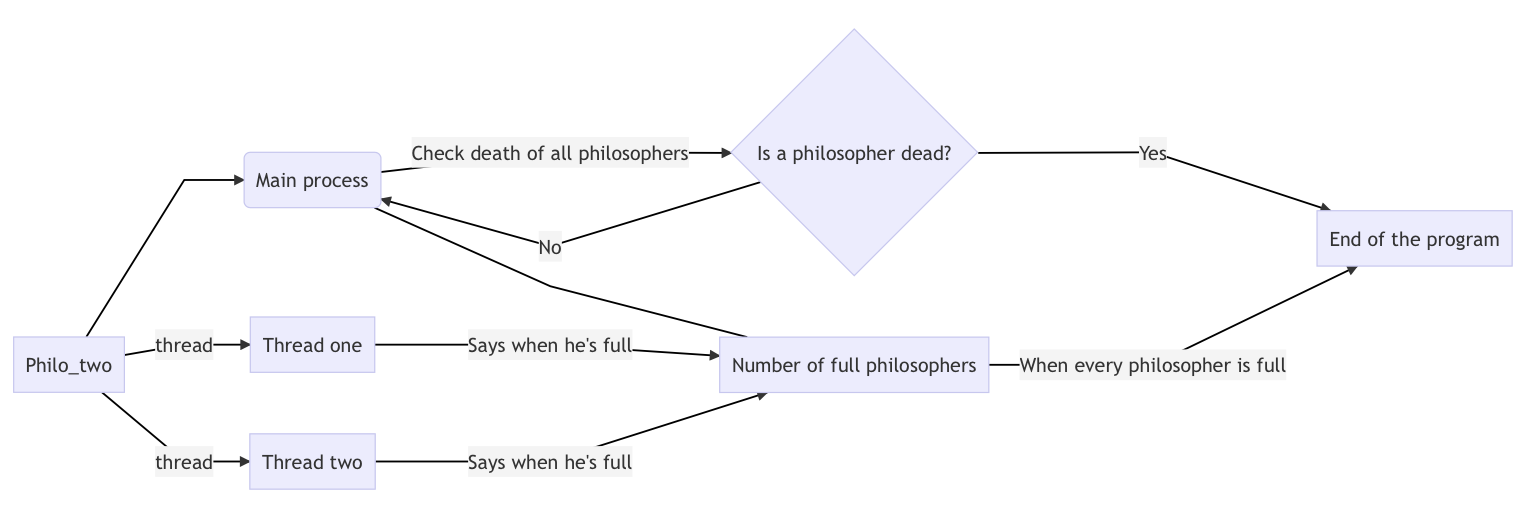 Check death of all philosophers
Is a philosopher dead?
Yes
Main process
No
End of the program
thread
Thread one
Says when he's full
Philo_two
Number of full philosophers
When every philosopher is full
thread
Thread two
Says when he's full